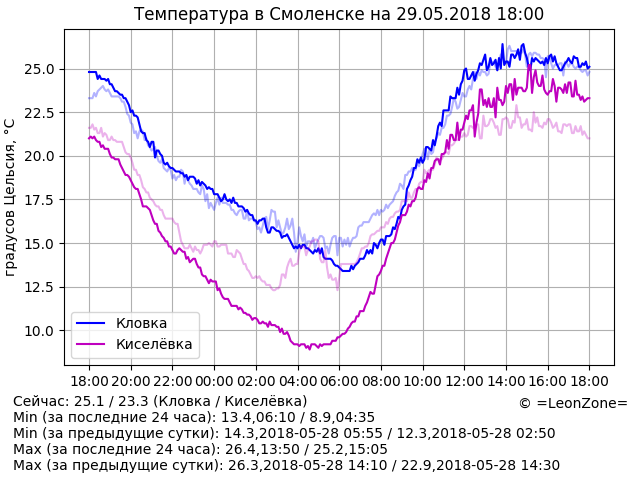 Температура в Смоленске на 29.05.2018 18:00
градусов Цельсия, °C
25.0
22.5
20.0
17.5
15.0
12.5
10.0
Кловка
Киселёвка
18:00 20:00 22:00 00:00 02:00 04:00 06:00 08:00 10:00 12:00 14:00 16:00 18:00
Сейчас: 25.1 / 23.3 (Кловка / Киселёвка)
© =LeonZone=
Min (за последние 24 часа): 13.4,06:10 / 8.9,04:35
Min (за предыдущие сутки): 14.3,2018-05-28 05:55 / 12.3,2018-05-28 02:50
Max (за последние 24 часа): 26.4,13:50 / 25.2,15:05
Max (за предыдущие сутки): 26.3,2018-05-28 14:10 / 22.9,2018-05-28 14:30